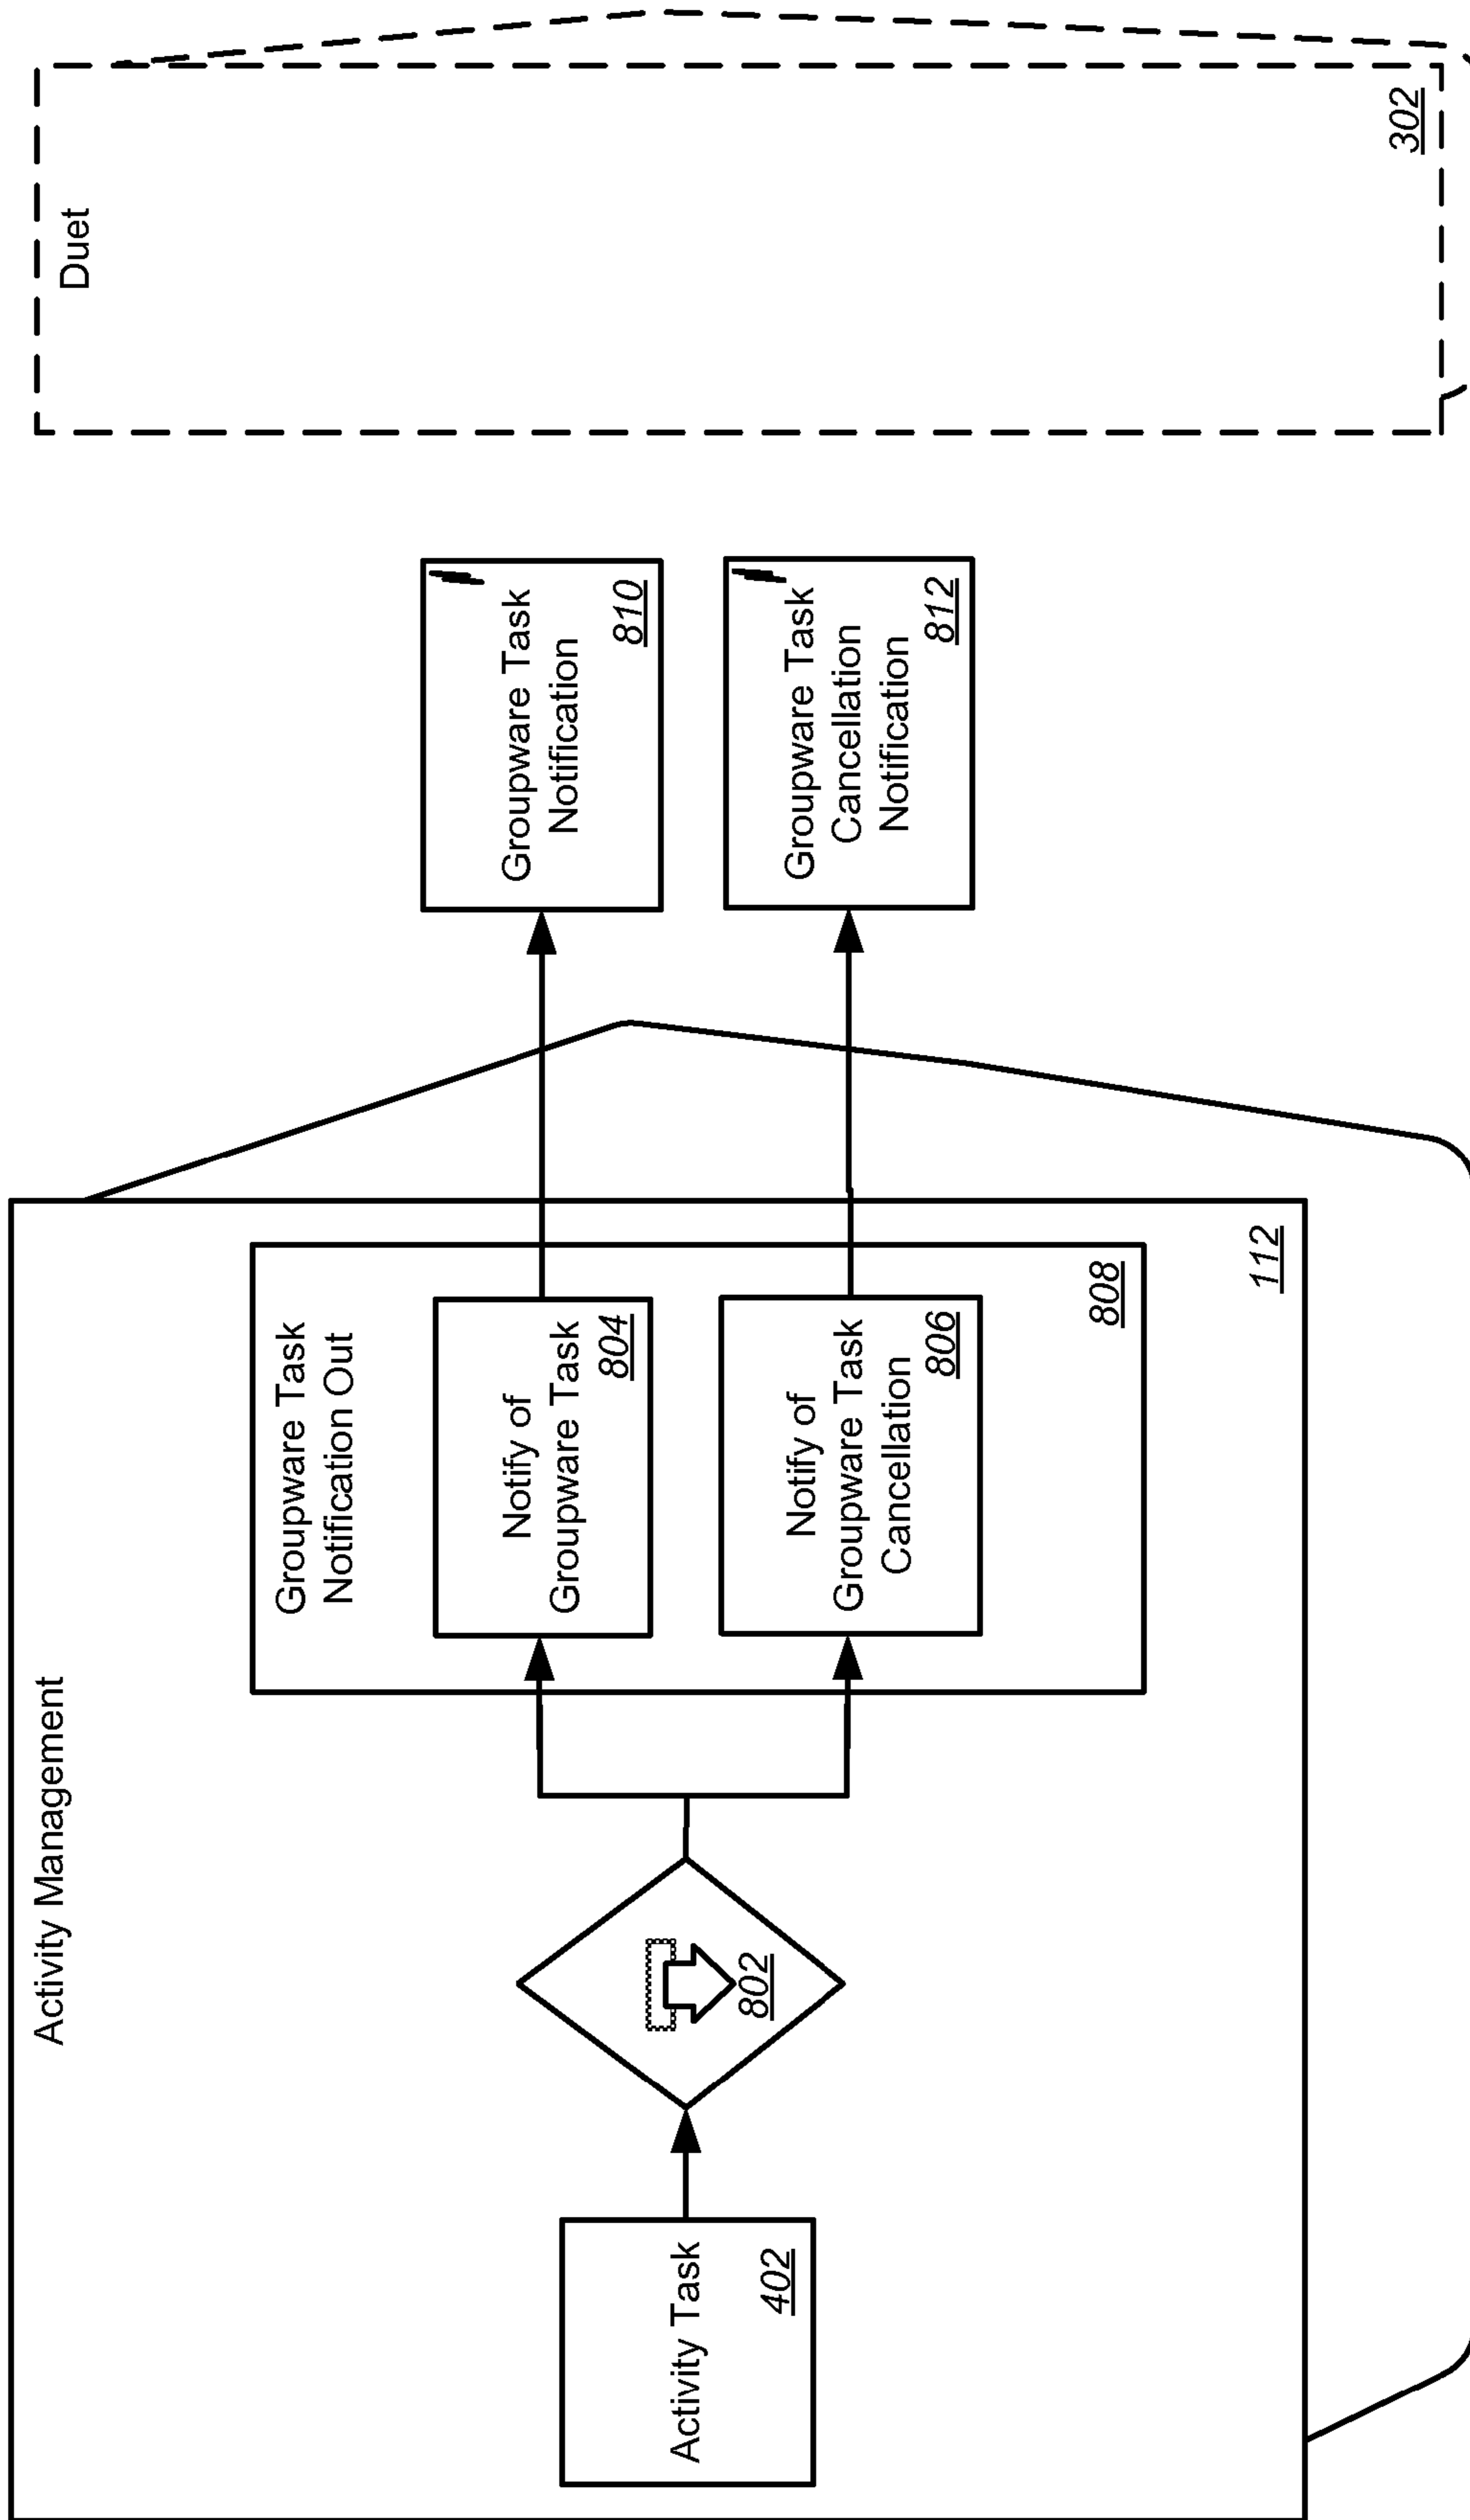 Activity Management
Activity Task
402
802
Groupware Task
Notification Out
Notify of
Groupware Task
804
Notify of
Groupware Task
Cancellation
806
808
112
Groupware Task
Notification
810
Groupware Task
Cancellation
Notification
812
Duet
302